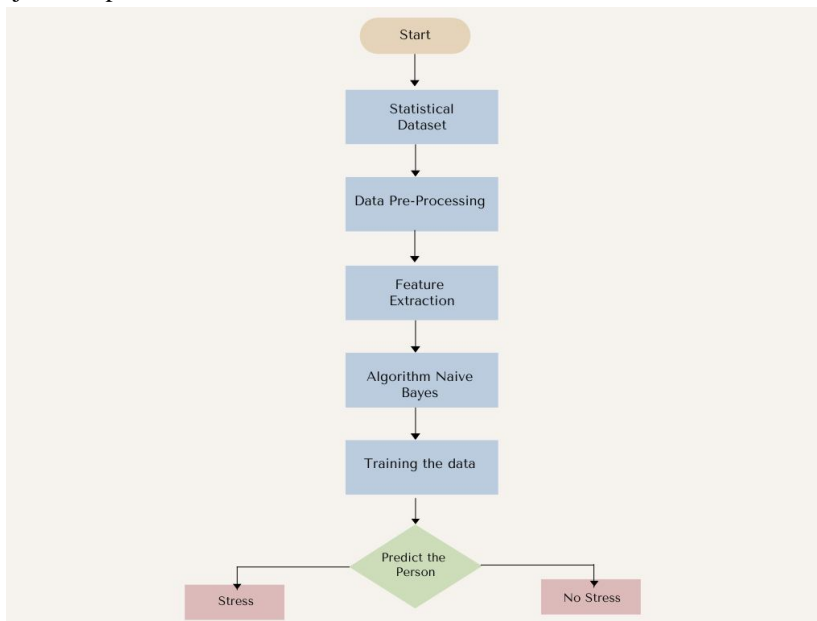 Start
Statistical
Dataset
Data Pre-Processing
Feature
Extraction
Algorithm Naive
Bayes
Training the data
Predict the
Person
Stress
No Stress